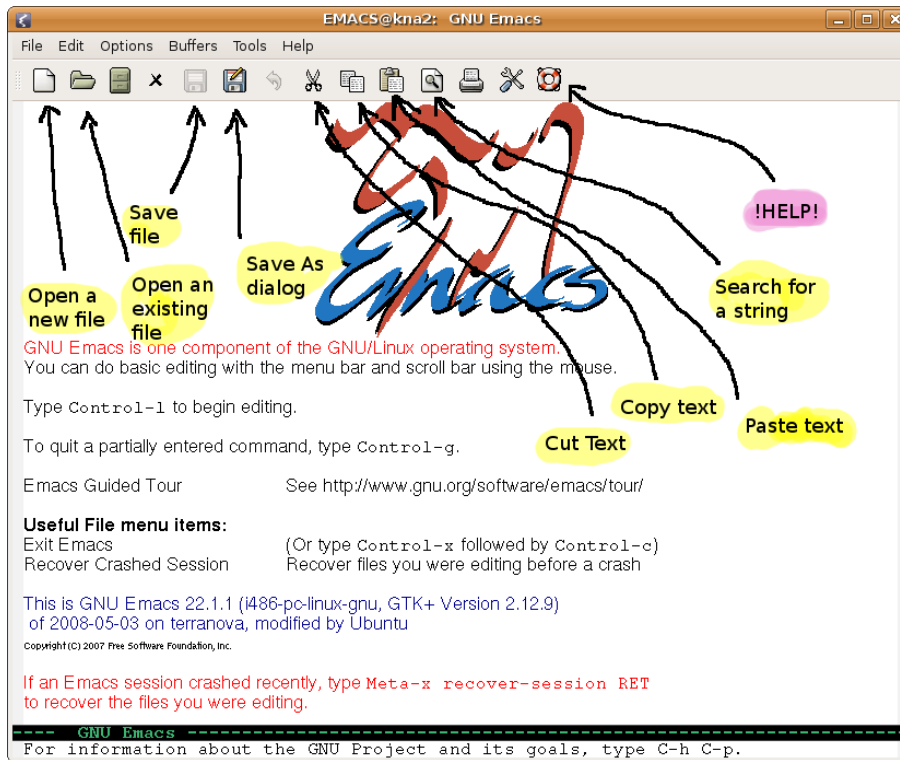 EMACS@kna2: GNU Emacs
File Edit Options Buffers Tools Help
!HELP!
Save
file
Save As
dialog
Open a
new file
Open an
existing
file
Search for
a string
Emacs
GNU Emacs is one component of the GNU/Linux operating system.
You can do basic editing with the menu bar and scroll bar using the mouse.
Type Control-l to begin editing.
Copy text
Paste text
Cut Text
To quit a partially entered command, type Control-g.
Emacs Guided Tour See http://www.gnu.org/software/emacs/tour/
Useful File menu items:
Exit Emacs (Or type Control-x followed by Control-c)
Recover Crashed Session Recover files you were editing before a crash
This is GNU Emacs 22.1.1 (i486-pc-linux-gnu, GTK+ Version 2.12.9)
of 2008-05-03 on terranova, modified by Ubuntu
Copyright (C) 2007 Free Software Foundation, Inc.
If an Emacs session crashed recently, type Meta-x recover-session RET
to recover the files you were editing.
---- GNU Emacs ----
For information about the GNU Project and its goals, type C-h C-p.